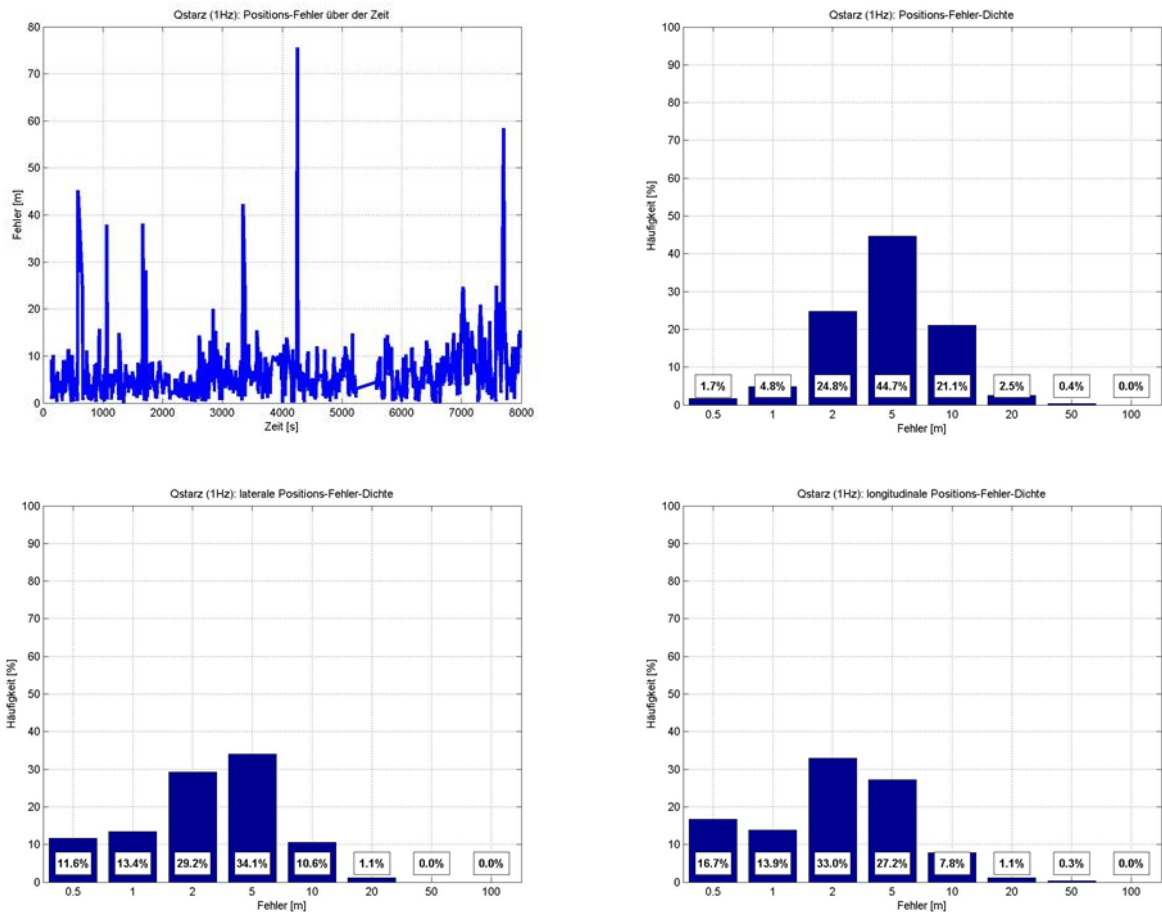 Qstarz (1Hz): Positions-Fehler über der Zeit
80
70
60
50
40
30
20
10
0
Fehler [m]
0 1000 2000 3000 4000 5000 6000 7000 8000
Zeit [s]
Qstarz (1Hz): Positions-Fehler-Dichte
100
90
80
70
60
50
40
30
20
10
0
Häufigkeit [%]
1.7% 4.8% 24.8% 44.7% 21.1% 2.5% 0.4% 0.0%
0.5 1 2 5 10 20 50 100
Fehler [m]
Qstarz (1Hz): laterale Positions-Fehler-Dichte
100
90
80
70
60
50
40
30
20
10
0
Häufigkeit [%]
11.6% 13.4% 29.2% 34.1% 10.6% 1.1% 0.0% 0.0%
0.5 1 2 5 10 20 50 100
Fehler [m]
Qstarz (1Hz): longitudinale Positions-Fehler-Dichte
100
90
80
70
60
50
40
30
20
10
0
Häufigkeit [%]
16.7% 13.9% 33.0% 27.2% 7.8% 1.1% 0.3% 0.0%
0.5 1 2 5 10 20 50 100
Fehler [m]